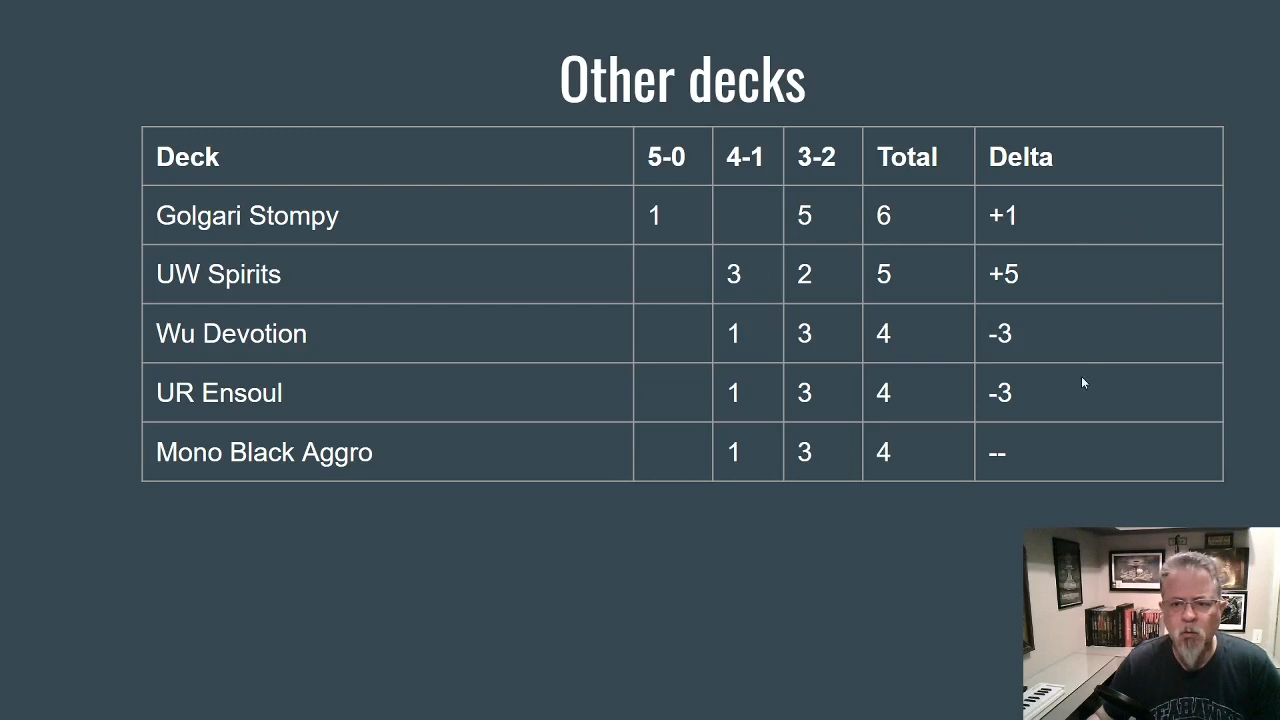 Other decks
Deck 5-0 4-1 3-2 Total Delta
Golgari Stompy 1 5 6 +1
UW Spirits 3 2 5 +5
Wu Devotion 1 3 4 -3
UR Ensoul 1 3 4 -3
Mono Black Aggro 1 3 4 --